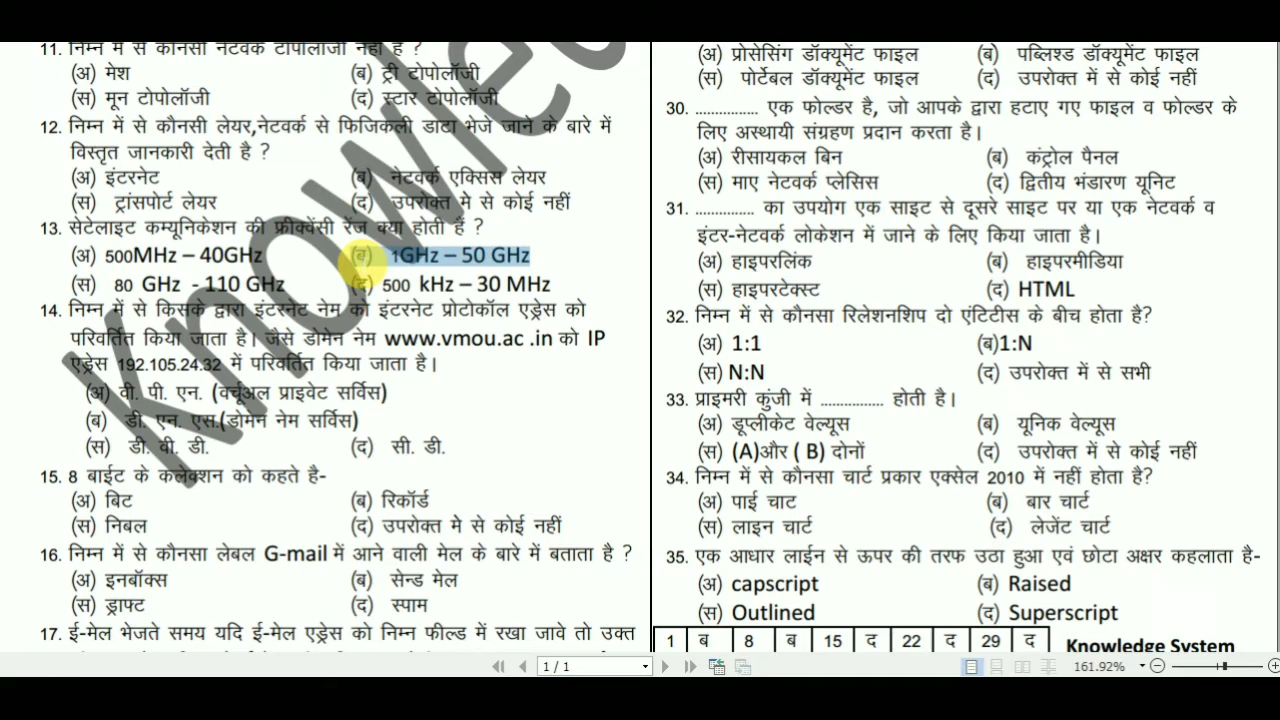 11. निम्न में से कौनसी नेटवर्क टोपोलॉजी नहीं है ?
(अ) मेश (ब) ट्री टोपोलॉजी
(स) मून टोपोलॉजी (द) स्टार टोपोलॉजी
12. निम्न में से कौनसी लेयर,नेटवर्क से फिजिकली डाटा भेजे जाने के बारे में
विस्तृत जानकारी देती है ?
(अ) इंटरनेट (ब) नेटवर्क एक्सिस लेयर
(स) ट्रांसपोर्ट लेयर (द) उपरोक्त में से कोई नहीं
13. सेटेलाइट कम्यूनिकेशन की फ्रीक्वेंसी रेंज क्या होती हैं ?
(अ) 500MHz – 40GHz (ब) 1GHz – 50 GHz
(स) 80 GHz - 110 GHz (द) 500 kHz – 30 MHz
14. निम्न में से किसके द्वारा इंटरनेट नेम को इंटरनेट प्रोटोकॉल एड्रेस को
परिवर्तित किया जाता है। जैसे डोमेन नेम www.vmou.ac .in को IP
एड्रेस 192.105.24.32 में परिवर्तित किया जाता है।
(अ) वी. पी. एन. (वर्चूअल प्राइवेट सर्विस)
(ब) डी. एन. एस.(डोमेन नेम सर्विस)
(स) डी. वी. डी. (द) सी. डी.
15. 8 बाईट के कलेक्शन को कहते है-
(अ) बिट (ब) रिकॉर्ड
(स) निबल (द) उपरोक्त मे से कोई नहीं
16. निम्न में से कौनसा लेबल G-mail में आने वाली मेल के बारे में बताता है ?
(अ) इनबॉक्स (ब) सेन्ड मेल
(स) ड्राफ्ट (द) स्पाम
17. ई-मेल भेजते समय यदि ई-मेल एड्रेस को निम्न फील्ड में रखा जावे तो उक्त
(अ) प्रोसेसिंग डॉक्यूमेंट फाइल (ब) पब्लिश्ड डॉक्यूमेंट फाइल
(स) पोर्टेबल डॉक्यूमेंट फाइल (द) उपरोक्त में से कोई नहीं
30. ............... एक फोल्डर है, जो आपके द्वारा हटाए गए फाइल व फोल्डर के
लिए अस्थायी संग्रहण प्रदान करता है।
(अ) रीसायकल बिन (ब) कंट्रोल पैनल
(स) माए नेटवर्क प्लेसिस (द) द्वितीय भंडारण यूनिट
31. .............. का उपयोग एक साइट से दूसरे साइट पर या एक नेटवर्क व
इंटर-नेटवर्क लोकेशन में जाने के लिए किया जाता है।
(अ) हाइपरलिंक (ब) हाइपरमीडिया
(स) हाइपरटेक्स्ट (द) HTML
32. निम्न में से कौनसा रिलेशनशिप दो एंटिटीस के बीच होता है?
(अ) 1:1 (ब)1:N
(स) N:N (द) उपरोक्त में से सभी
33. प्राइमरी कुंजी में ............... होती है।
(अ) डूप्लीकेट वेल्यूस (ब) यूनिक वेल्यूस
(स) (A)और ( B) दोनों (द) उपरोक्त में से कोई नहीं
34. निम्न में से कौनसा चार्ट प्रकार एक्सेल 2010 में नहीं होता है?
(अ) पाई चाट (ब) बार चार्ट
(स) लाइन चार्ट (द) लेजेंट चार्ट
35. एक आधार लाईन से ऊपर की तरफ उठा हुआ एवं छोटा अक्षर कहलाता है-
(अ) capscript (ब) Raised
(स) Outlined (द) Superscript
1 ब 8 ब 15 द 22 द 29 द
Knowledge System
1 / 1
161.92%